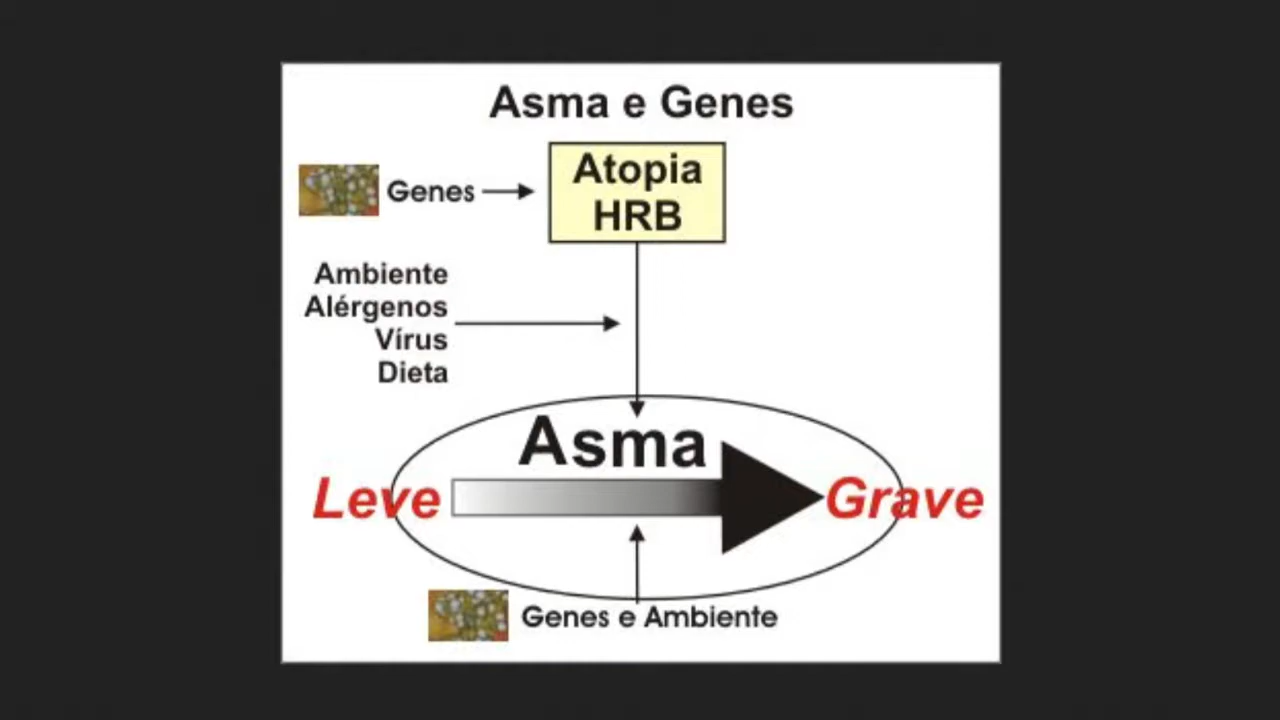 Asma e Genes
Atopia
HRB
Genes
Ambiente
Alérgenos
Vírus
Dieta
Asma
Leve
Grave
Genes e Ambiente